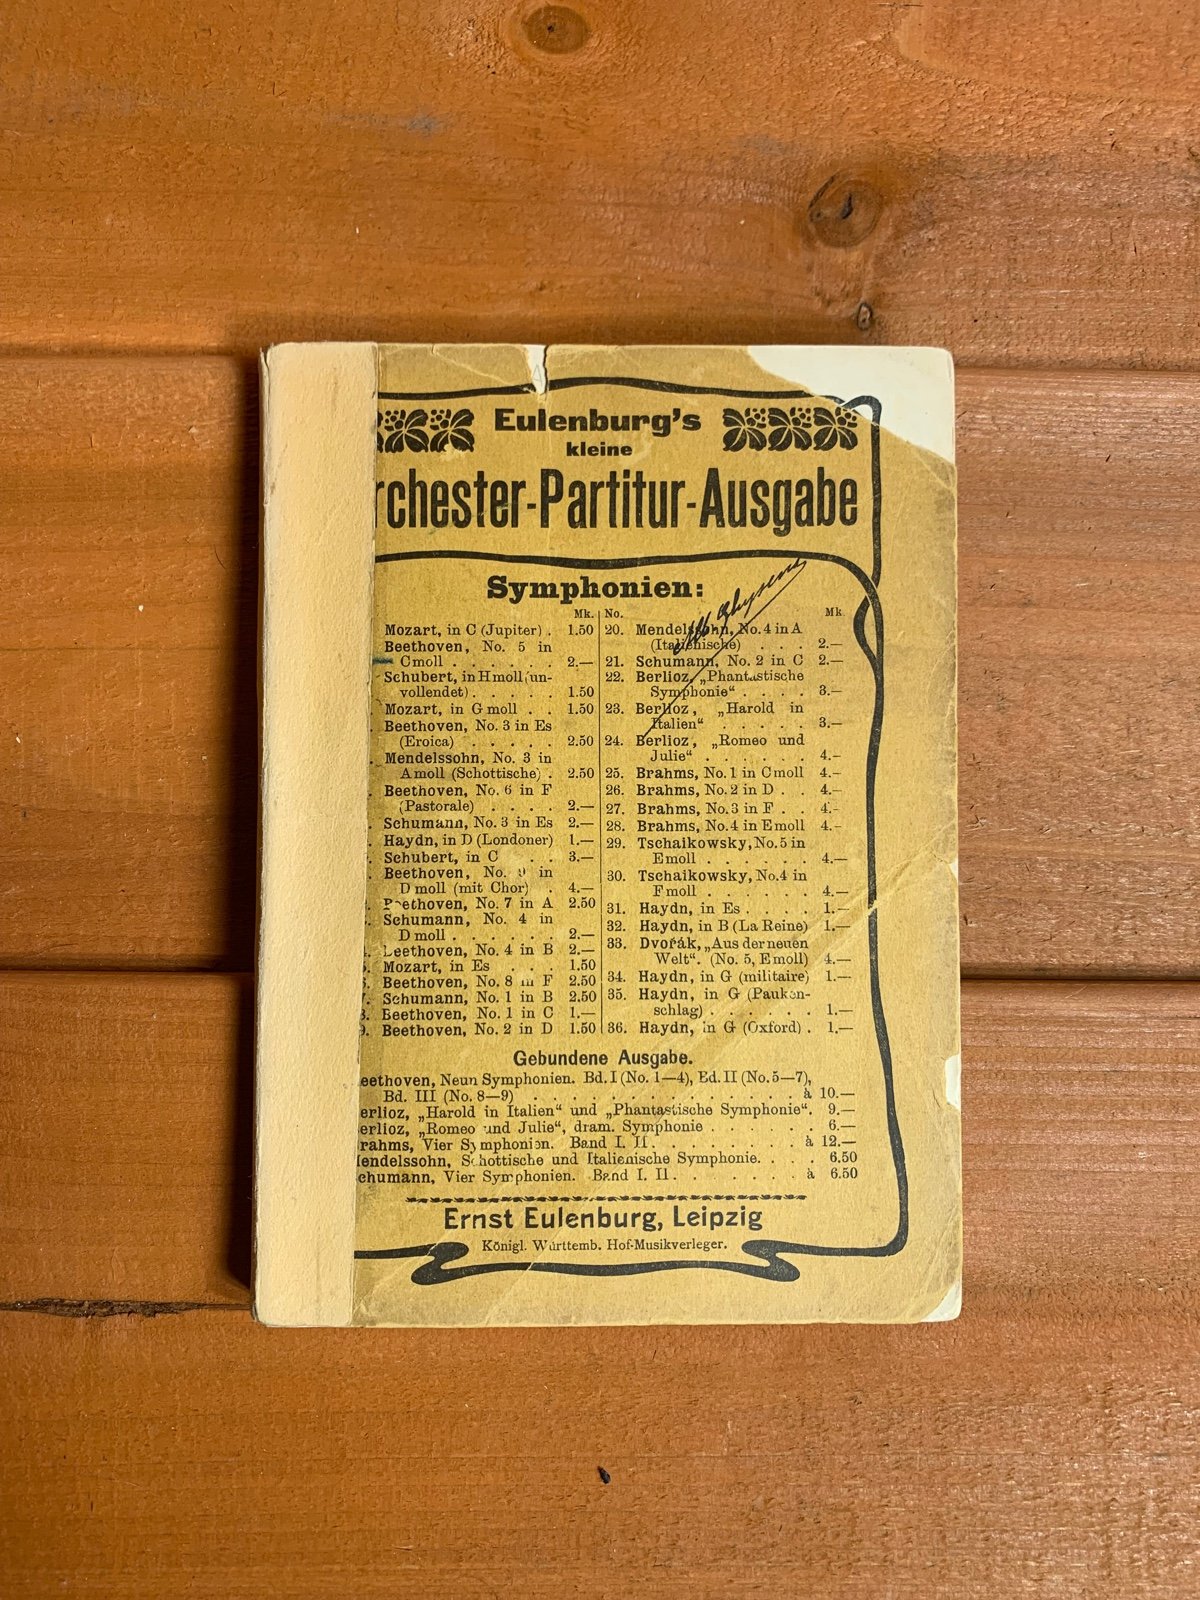 Eulenburg's
kleine
rchester-Partitur-Ausgabe
Symphonien:
Mk.
Mozart, in C (Jupiter) . 1.50
Beethoven, No. 5 in
C moll . . . . . . 2.—
Schubert, in H moll (un-
vollendet) . . . . . 1.50
Mozart, in G moll . . 1.50
Beethoven, No. 3 in Es
(Eroica) . . . . . 2.50
Mendelssohn, No. 3 in
A moll (Schottische) . 2.50
Beethoven, No. 6 in F
(Pastorale) . . . . 2.—
Schumann, No. 3 in Es 2.—
Haydn, in D (Londoner) 1.—
Schubert, in C . . 3.—
Beethoven, No. 9 in
D moll (mit Chor) . 4.—
Beethoven, No. 7 in A 2.50
Schumann, No. 4 in
D moll . . . . . . 2.—
Beethoven, No. 4 in B 2.—
5. Mozart, in Es . . . 1.50
6. Beethoven, No. 8 in F 2.50
7. Schumann, No. 1 in B 2.50
8. Beethoven, No. 1 in C 1.—
9. Beethoven, No. 2 in D 1.50
No. Mk.
20. Mendelssohn, No. 4 in A
(Italienische) . . . 2.—
21. Schumann, No. 2 in C 2.—
22. Berlioz, „Phantastische
Symphonie“ . . . . 3.—
23. Berlioz, „Harold in
Italien“ . . . . . 3.—
24. Berlioz, „Romeo und
Julie“ . . . . . . 4.—
25. Brahms, No. 1 in C moll 4.—
26. Brahms, No. 2 in D . . 4.—
27. Brahms, No. 3 in F . . 4.—
28. Brahms, No. 4 in E moll 4.—
29. Tschaikowsky, No. 5 in
E moll . . . . . . 4.—
30. Tschaikowsky, No. 4 in
F moll . . . . . . 4.—
31. Haydn, in Es . . . . 1.—
32. Haydn, in B (La Reine) 1.—
33. Dvořák, „Aus der neuen
Welt“. (No. 5, E moll) 4.—
34. Haydn, in G (militaire) 1.—
35. Haydn, in G (Pauken-
schlag) . . . . . . 1.—
36. Haydn, in G (Oxford) . 1.—
Gebundene Ausgabe.
eethoven, Neun Symphonien. Bd. I (No. 1—4), Bd. II (No. 5—7),
Bd. III (No. 8—9) . . . . . . . . . . . . . à 10.—
erlioz, „Harold in Italien“ und „Phantastische Symphonie“. 9.—
erlioz, „Romeo und Julie“, dram. Symphonie . . . . . . 6.—
rahms, Vier Symphonien. Band I. II . . . . . . . . à 12.—
endelssohn, Schottische und Italienische Symphonie. . . . 6.50
chumann, Vier Symphonien. Band I. II . . . . . . . à 6.50
Ernst Eulenburg, Leipzig
Königl. Württemb. Hof-Musikverleger.